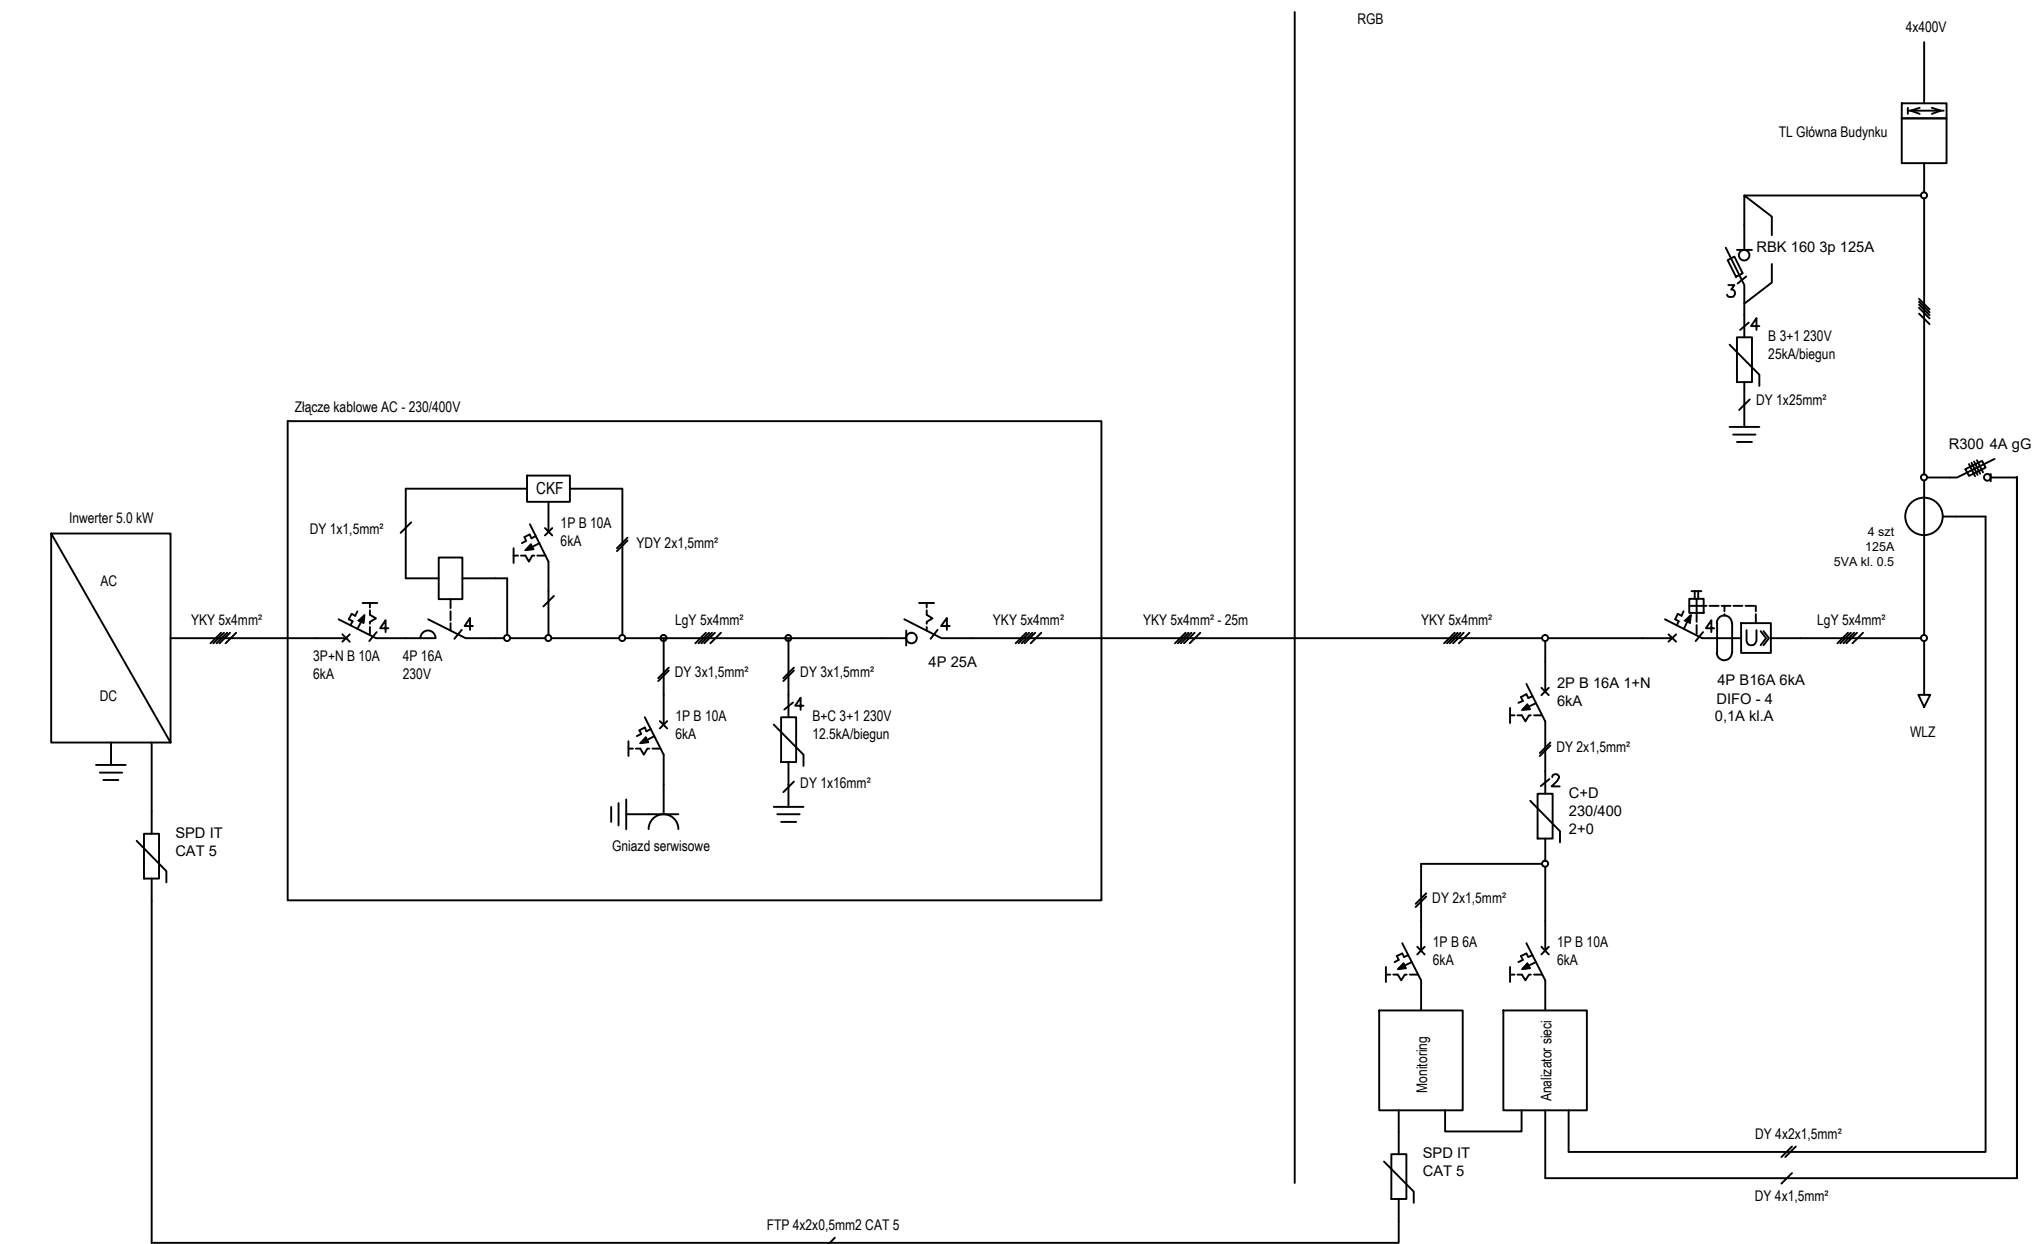 RGB
4x400V
TL Główna Budynku
RBK 160 3p 125A
3
4
B 3+1 230V
25kA/biegun
DY 1x25mm²
R300 4A gG
4 szt
125A
5VA kl. 0.5
Złącze kablowe AC - 230/400V
Inwerter 5.0 kW
AC
DC
YKY 5x4mm²
DY 1x1,5mm²
CKF
1P B 10A
6kA
YDY 2x1,5mm²
4
3P+N B 10A
6kA
4
4P 16A
230V
LgY 5x4mm²
DY 3x1,5mm²
1P B 10A
6kA
Gniazd serwisowe
DY 3x1,5mm²
4
B+C 3+1 230V
12.5kA/biegun
DY 1x16mm²
4
4P 25A
YKY 5x4mm²
YKY 5x4mm² - 25m
YKY 5x4mm²
4
U
4P B16A 6kA
DIFO - 4
0,1A kl.A
LgY 5x4mm²
WLZ
2P B 16A 1+N
6kA
DY 2x1,5mm²
2
C+D
230/400
2+0
DY 2x1,5mm²
1P B 6A
6kA
1P B 10A
6kA
Monitoring
Analizator sieci
SPD IT
CAT 5
SPD IT
CAT 5
DY 4x2x1,5mm²
DY 4x1,5mm²
FTP 4x2x0,5mm2 CAT 5